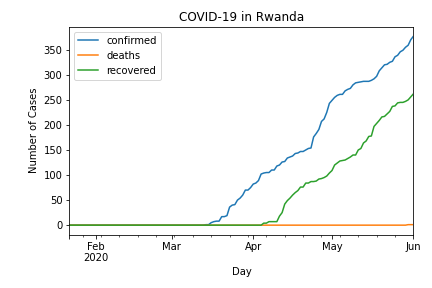 COVID-19 in Rwanda
confirmed
deaths
recovered
350
300
250
200
150
100
50
0
Number of Cases
Feb
2020
Mar
Apr
May
Jun
Day